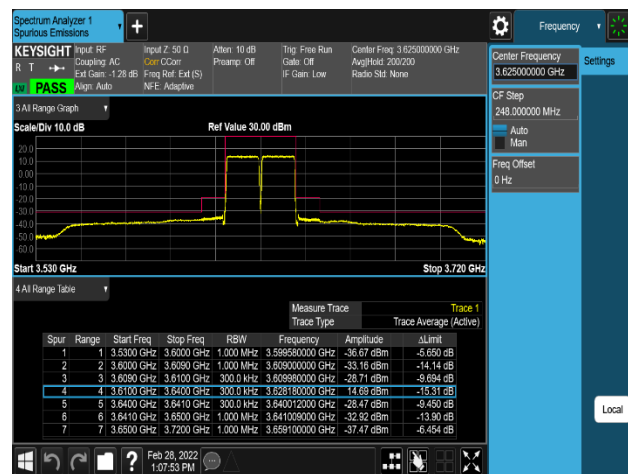 Spectrum Analyzer 1
Spurious Emissions
Frequency
KEYSIGHT Input: RF Input Z: 50 Ω Atten: 10 dB Trig: Free Run Center Freq: 3.625000000 GHz
R T Coupling: AC Corr CCorr Preamp: Off Gate: Off Avg|Hold: 200/200
Ext Gain: -1.28 dB Freq Ref: Ext (S) IF Gain: Low Radio Std: None
PASS Align: Auto NFE: Adaptive
Center Frequency
3.625000000 GHz
Settings
CF Step
248.000000 MHz
Auto
Man
Freq Offset
0 Hz
3 All Range Graph
Scale/Div 10.0 dB Ref Value 30.00 dBm
20.0
10.0
0.00
-10.0
-20.0
-30.0
-40.0
-50.0
-60.0
Start 3.530 GHz Stop 3.720 GHz
4 All Range Table
Measure Trace Trace 1
Trace Type Trace Average (Active)
Spur Range Start Freq Stop Freq RBW Frequency Amplitude ΔLimit
1 1 3.5300 GHz 3.6000 GHz 1.000 MHz 3.599580000 GHz -36.67 dBm -5.650 dB
2 2 3.6000 GHz 3.6090 GHz 1.000 MHz 3.609000000 GHz -33.16 dBm -14.14 dB
3 3 3.6090 GHz 3.6100 GHz 300.0 kHz 3.609980000 GHz -28.71 dBm -9.694 dB
4 4 3.6100 GHz 3.6400 GHz 300.0 kHz 3.628180000 GHz 14.69 dBm -15.31 dB
5 5 3.6400 GHz 3.6410 GHz 300.0 kHz 3.640012000 GHz -28.47 dBm -9.450 dB
6 6 3.6410 GHz 3.6500 GHz 1.000 MHz 3.641009000 GHz -32.92 dBm -13.90 dB
7 7 3.6500 GHz 3.7200 GHz 1.000 MHz 3.659100000 GHz -37.47 dBm -6.454 dB
Local
Feb 28, 2022
1:07:53 PM